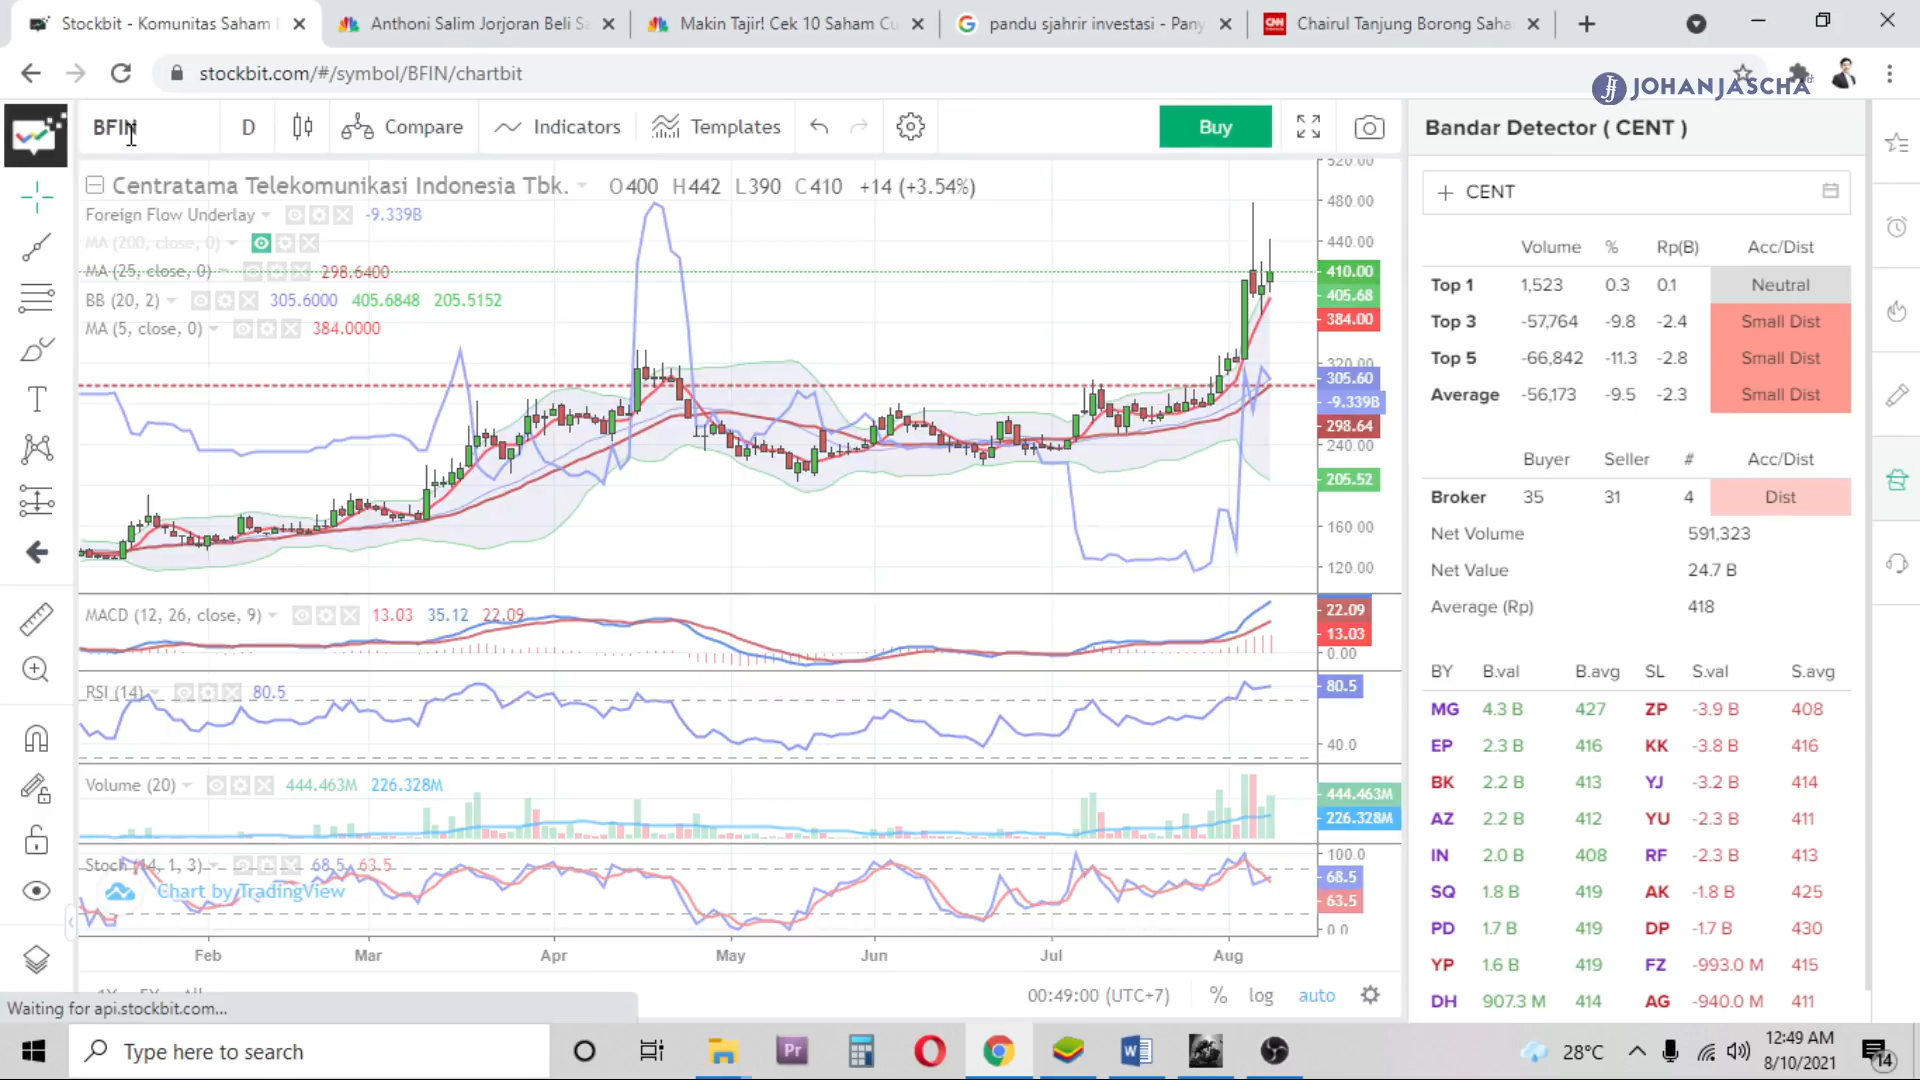 Stockbit - Komunitas Saham
Anthoni Salim Jorjoran Beli Sa
Makin Tajir! Cek 10 Saham Cu
pandu sjahrir investasi - Pany
Chairul Tanjung Borong Saha
stockbit.com/#/symbol/BFIN/chartbit
JOHANJASCHA
BFIN
D
Compare
Indicators
Templates
Buy
Centratama Telekomunikasi Indonesia Tbk.
O400 H442 L390 C410 +14 (+3.54%)
Foreign Flow Underlay -9.339B
MA (200, close, 0)
MA (25, close, 0) 298.6400
BB (20, 2) 305.6000 405.6848 205.5152
MA (5, close, 0) 384.0000
520.00
480.00
440.00
410.00
405.68
384.00
320.00
305.60
-9.339B
298.64
240.00
205.52
160.00
120.00
MACD (12, 26, close, 9) 13.03 35.12 22.09
22.09
13.03
0.00
RSI (14) 80.5
80.5
40.0
Volume (20) 444.463M 226.328M
444.463M
226.328M
Stoch (14, 1, 3) 68.5 63.5
Chart by TradingView
100.0
68.5
63.5
0.0
Feb Mar Apr May Jun Jul Aug
00:49:00 (UTC+7) % log auto
Waiting for api.stockbit.com...
Bandar Detector ( CENT )
CENT
Volume % Rp(B) Acc/Dist
Top 1 1,523 0.3 0.1 Neutral
Top 3 -57,764 -9.8 -2.4 Small Dist
Top 5 -66,842 -11.3 -2.8 Small Dist
Average -56,173 -9.5 -2.3 Small Dist
Buyer Seller # Acc/Dist
Broker 35 31 4 Dist
Net Volume 591,323
Net Value 24.7 B
Average (Rp) 418
BY B.val B.avg SL S.val S.avg
MG 4.3 B 427 ZP -3.9 B 408
EP 2.3 B 416 KK -3.8 B 416
BK 2.2 B 413 YJ -3.2 B 414
AZ 2.2 B 412 YU -2.3 B 411
IN 2.0 B 408 RF -2.3 B 413
SQ 1.8 B 419 AK -1.8 B 425
PD 1.7 B 419 DP -1.7 B 430
YP 1.6 B 419 FZ -993.0 M 415
DH 907.3 M 414 AG -940.0 M 411
Type here to search
Pr
28°C
12:49 AM
8/10/2021
14